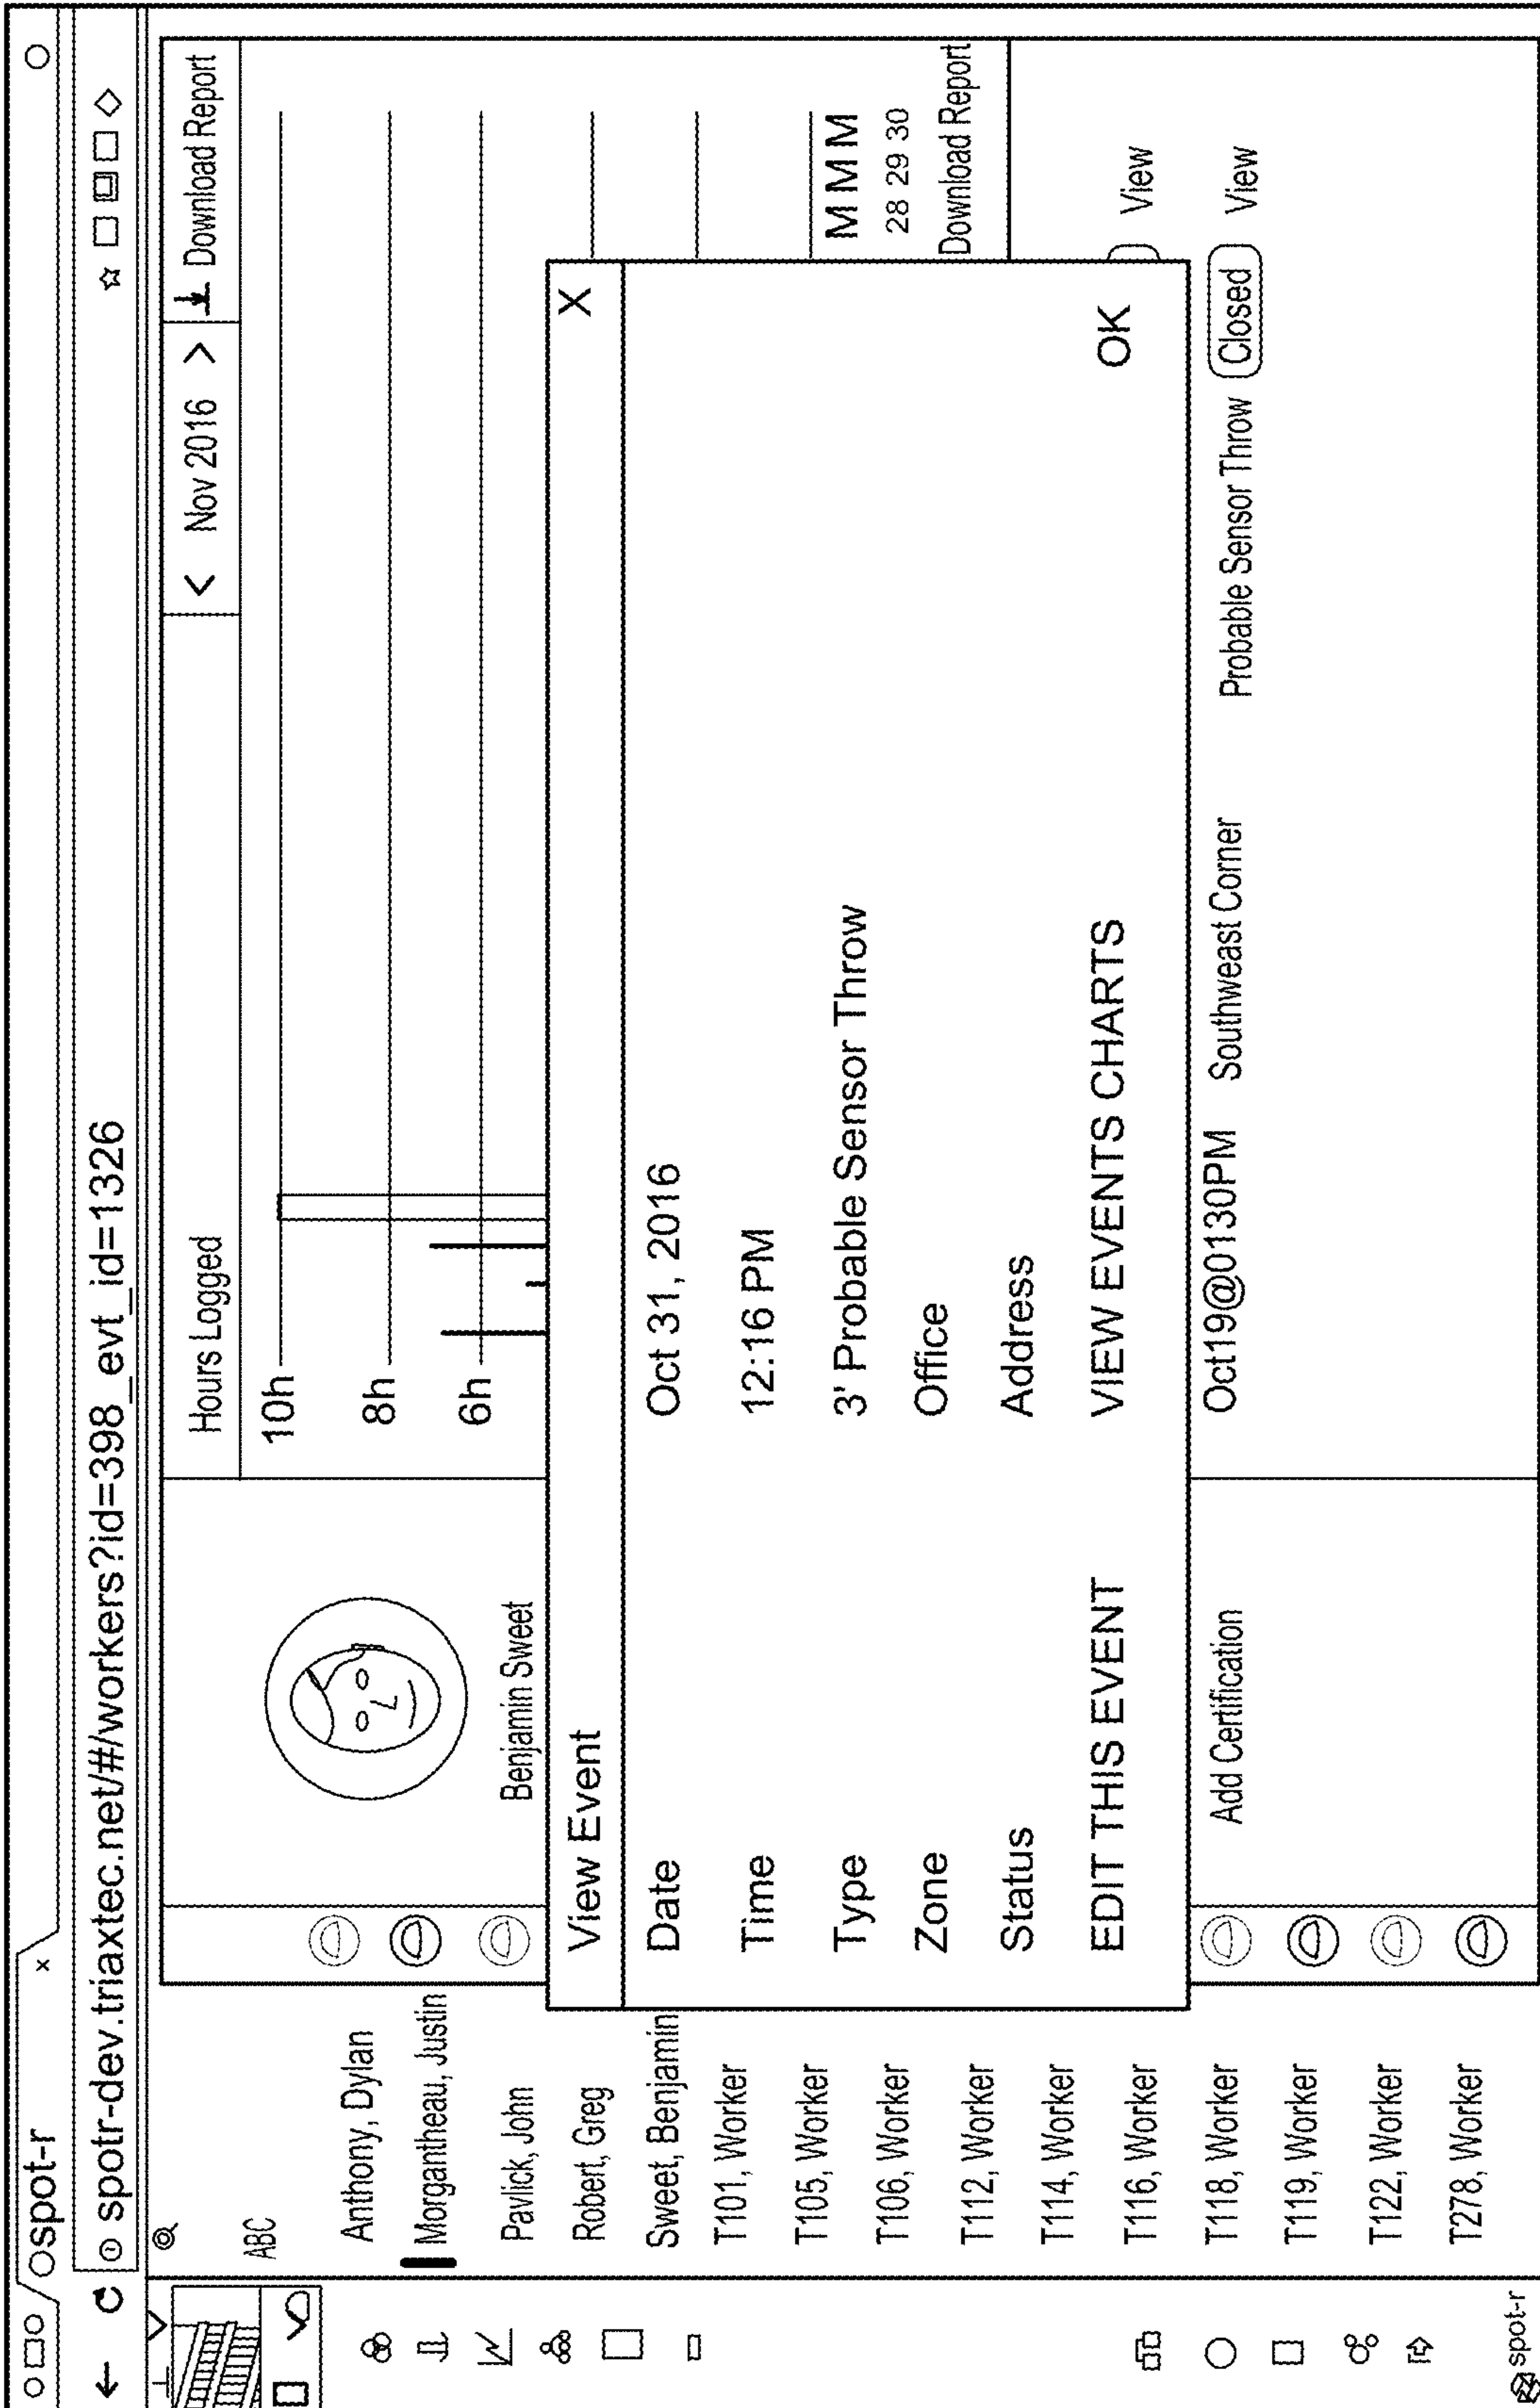 spot-r
spotr-dev.triaxtec.net/#/workers?id=398_evt_id=1326
ABC
Anthony, Dylan
Morgantheau, Justin
Pavlick, John
Robert, Greg
Sweet, Benjamin
T101, Worker
T105, Worker
T106, Worker
T112, Worker
T114, Worker
T116, Worker
T118, Worker
T119, Worker
T122, Worker
T278, Worker
spot-r
Benjamin Sweet
Hours Logged
< Nov 2016 >
Download Report
10h
8h
6h
M M M
28 29 30
Download Report
View Event X
Date Oct 31, 2016
Time 12:16 PM
Type 3' Probable Sensor Throw
Zone Office
Status Address
EDIT THIS EVENT VIEW EVENTS CHARTS OK
View
Add Certification
Oct19@0130PM Southweast Corner Probable Sensor Throw Closed View